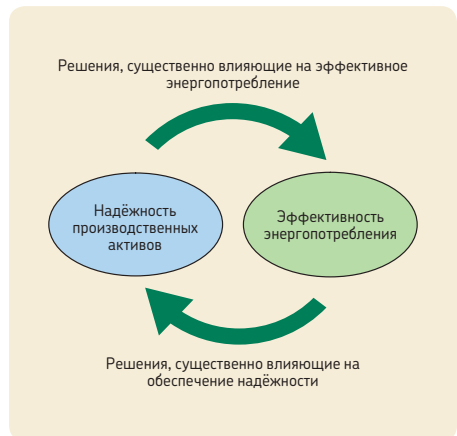 Решения, существенно влияющие на эффективное
энергопотребление
Надёжность
производственных
активов
Эффективность
энергопотребления
Решения, существенно влияющие на
обеспечение надёжности